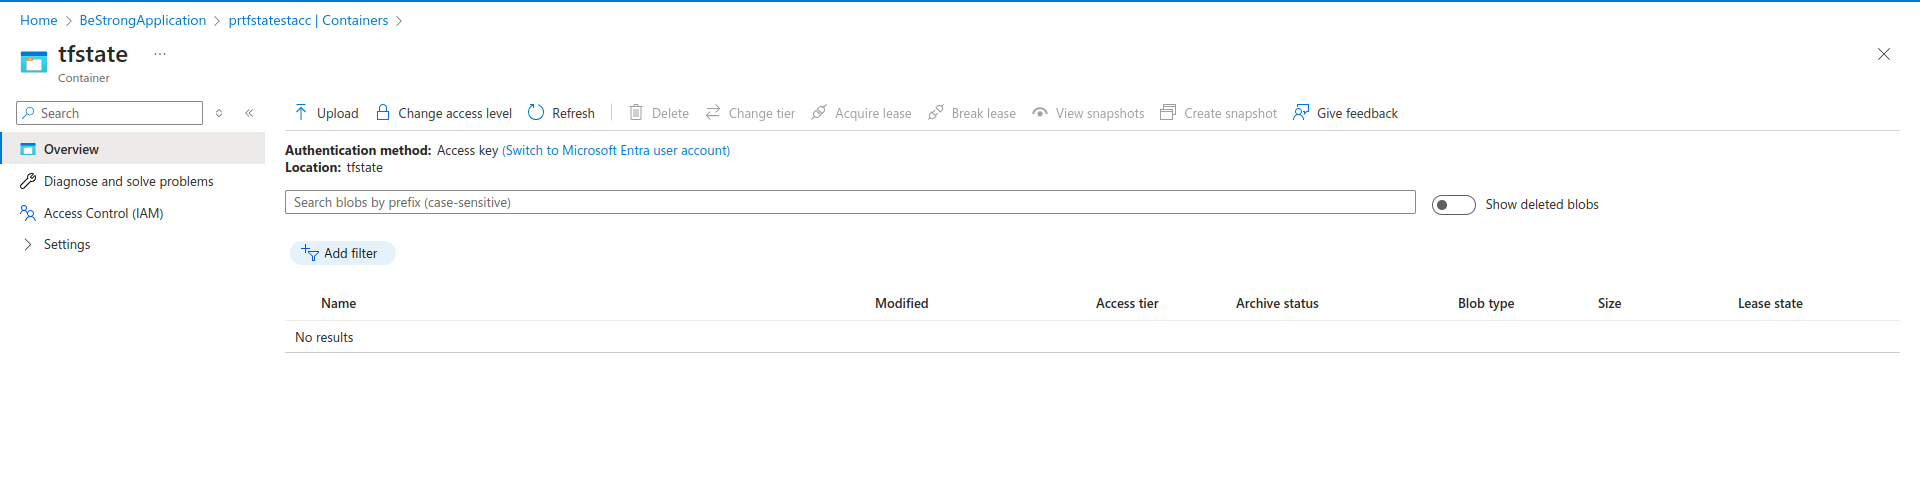 Home > BeStrongApplication > prtfstatestacc | Containers >
tfstate ...
Container
Search
Upload Change access level Refresh Delete Change tier Acquire lease Break lease View snapshots Create snapshot Give feedback
Overview
Diagnose and solve problems
Access Control (IAM)
Settings
Authentication method: Access key (Switch to Microsoft Entra user account)
Location: tfstate
Search blobs by prefix (case-sensitive)
Show deleted blobs
Add filter
Name Modified Access tier Archive status Blob type Size Lease state
No results